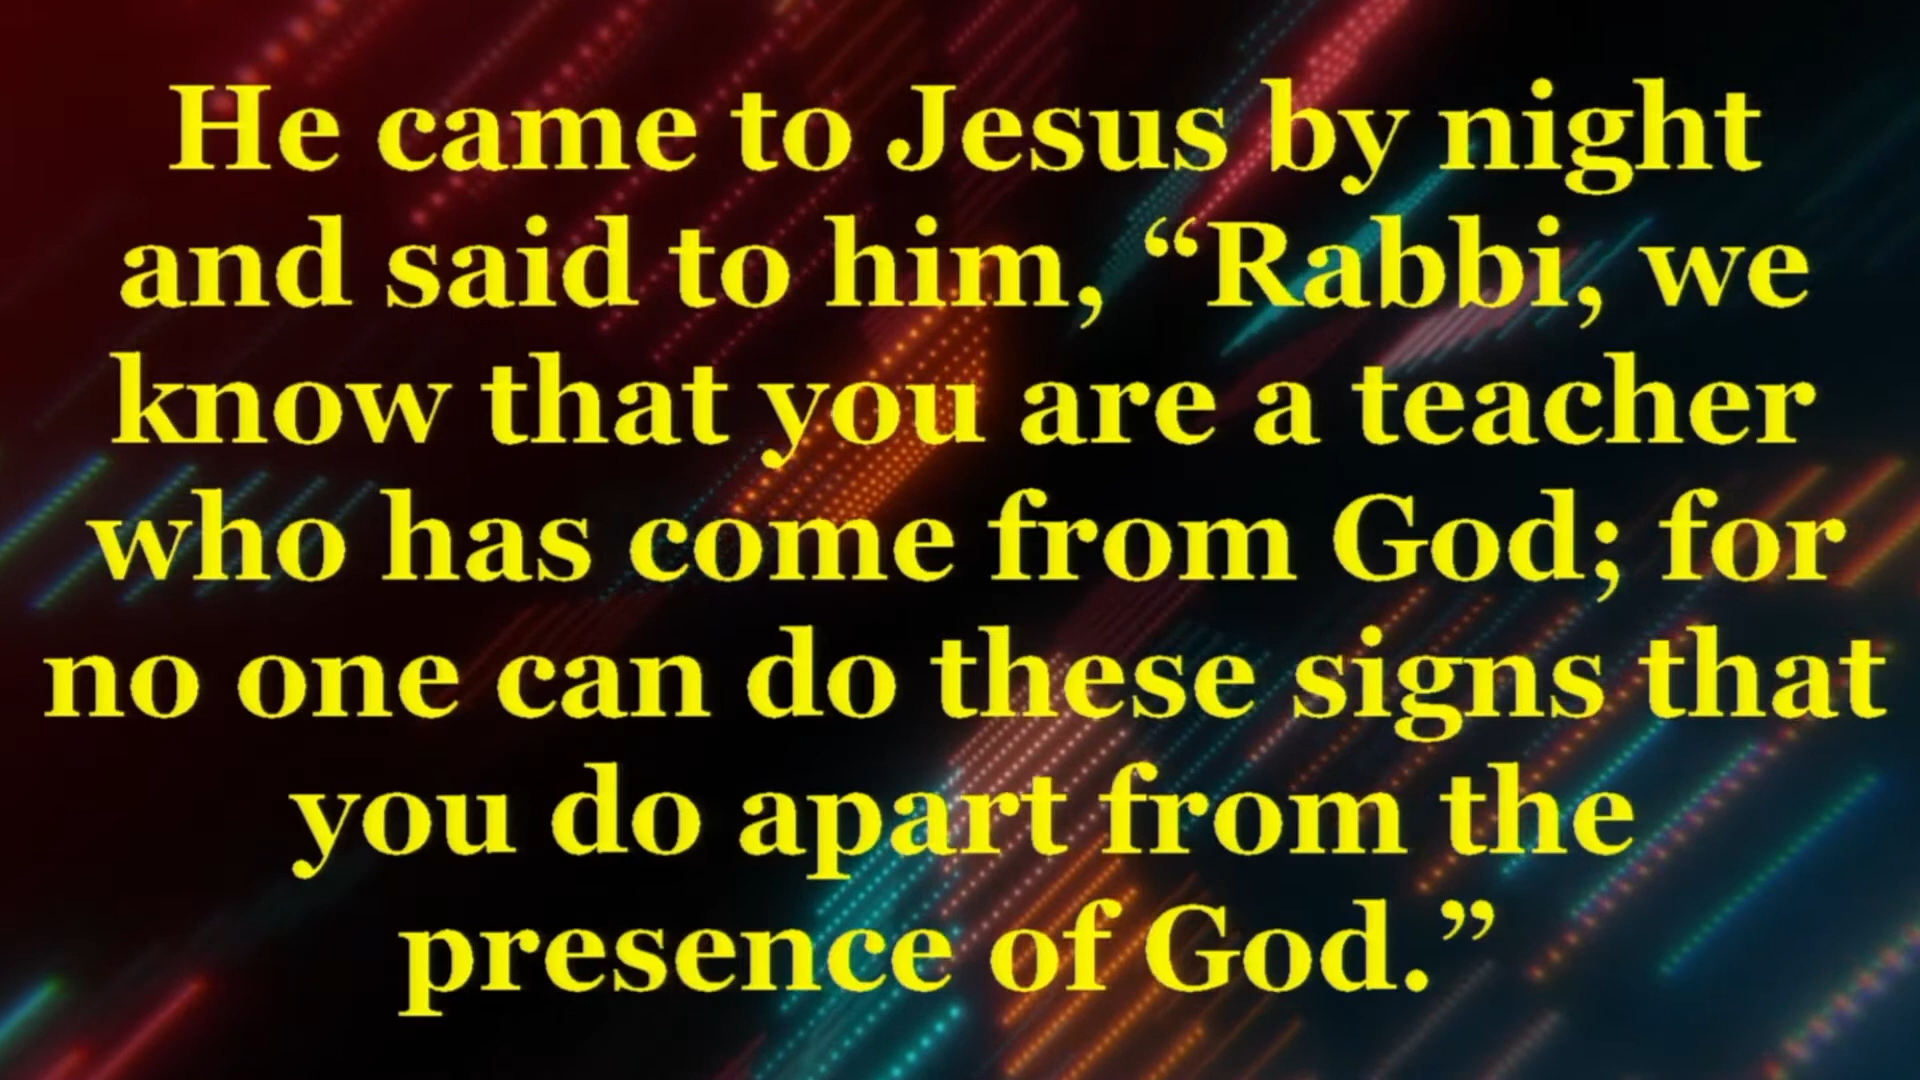 He came to Jesus by night
and said to him, “Rabbi, we
know that you are a teacher
who has come from God; for
no one can do these signs that
you do apart from the
presence of God.”